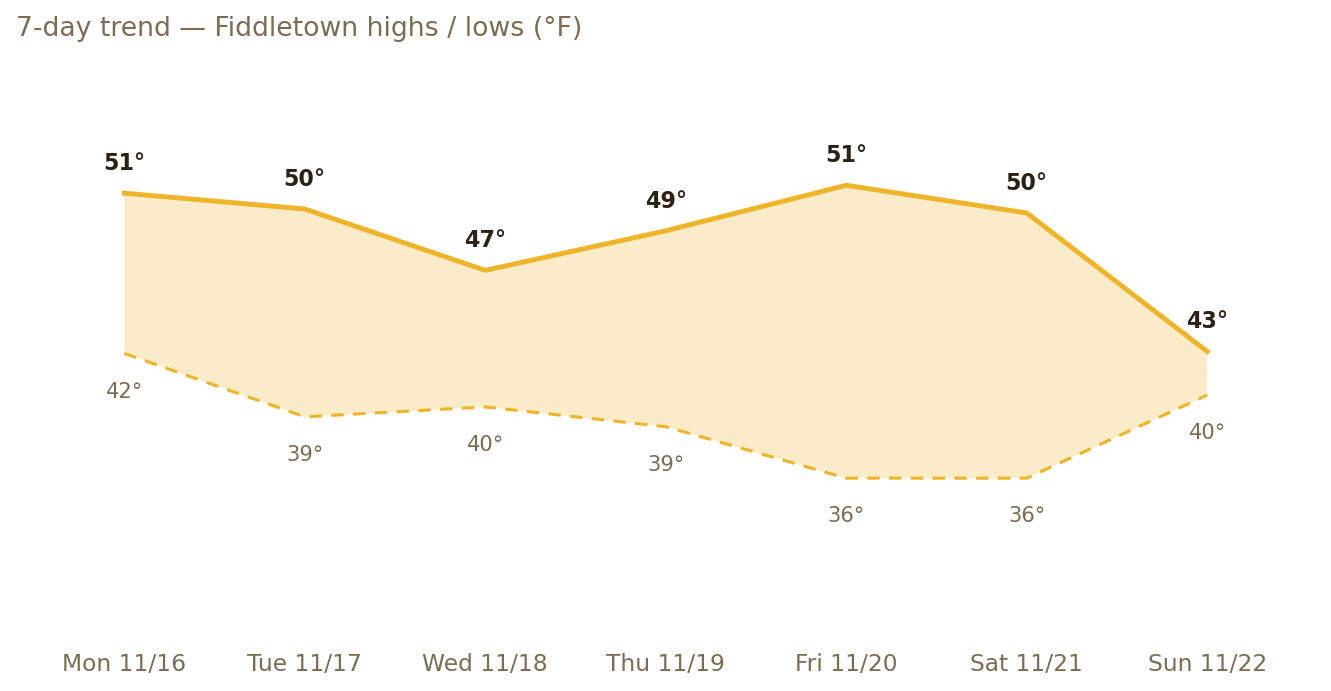 7-day trend — Fiddletown highs / lows (°F)
51° 50° 47° 49° 51° 50° 43°
42° 39° 40° 39° 36° 36° 40°
Mon 11/16 Tue 11/17 Wed 11/18 Thu 11/19 Fri 11/20 Sat 11/21 Sun 11/22